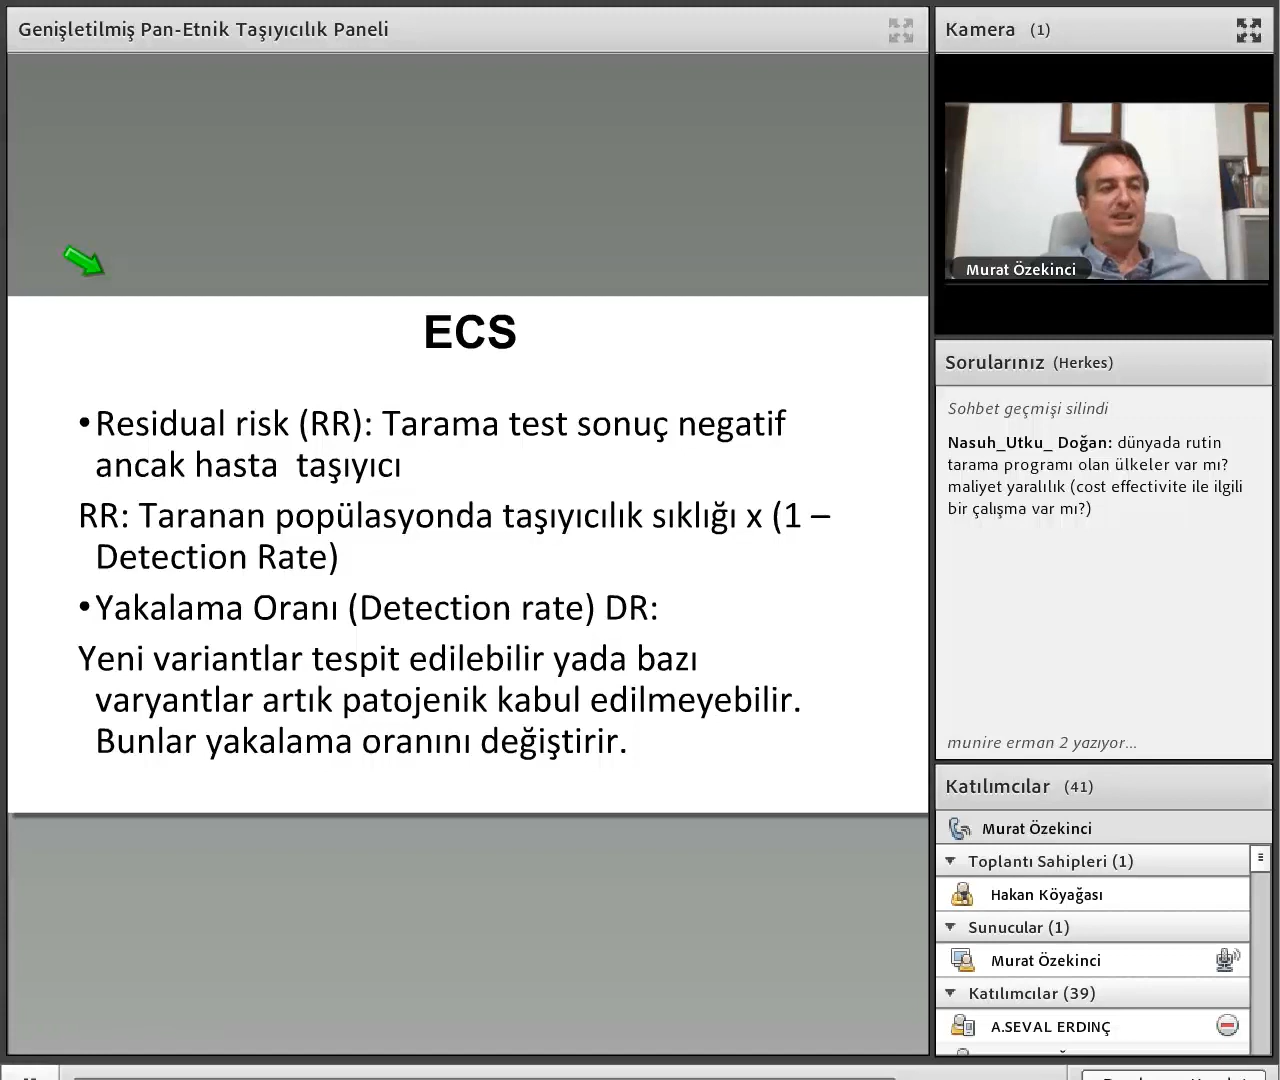 Genişletilmiş Pan-Etnik Taşıyıcılık Paneli
ECS
•Residual risk (RR): Tarama test sonuç negatif
ancak hasta  taşıyıcı
RR: Taranan popülasyonda taşıyıcılık sıklığı x (1 –
Detection Rate)
•Yakalama Oranı (Detection rate) DR:
Yeni variantlar tespit edilebilir yada bazı
varyantlar artık patojenik kabul edilmeyebilir.
Bunlar yakalama oranını değiştirir.
Kamera (1)
Murat Özekinci
Sorularınız (Herkes)
Sohbet geçmişi silindi
Nasuh_Utku_ Doğan: dünyada rutin
tarama programı olan ülkeler var mı?
maliyet yaralılık (cost effectivite ile ilgili
bir çalışma var mı?)
munire erman 2 yazıyor...
Katılımcılar (41)
Murat Özekinci
Toplantı Sahipleri (1)
Hakan Köyağası
Sunucular (1)
Murat Özekinci
Katılımcılar (39)
A.SEVAL ERDINÇ